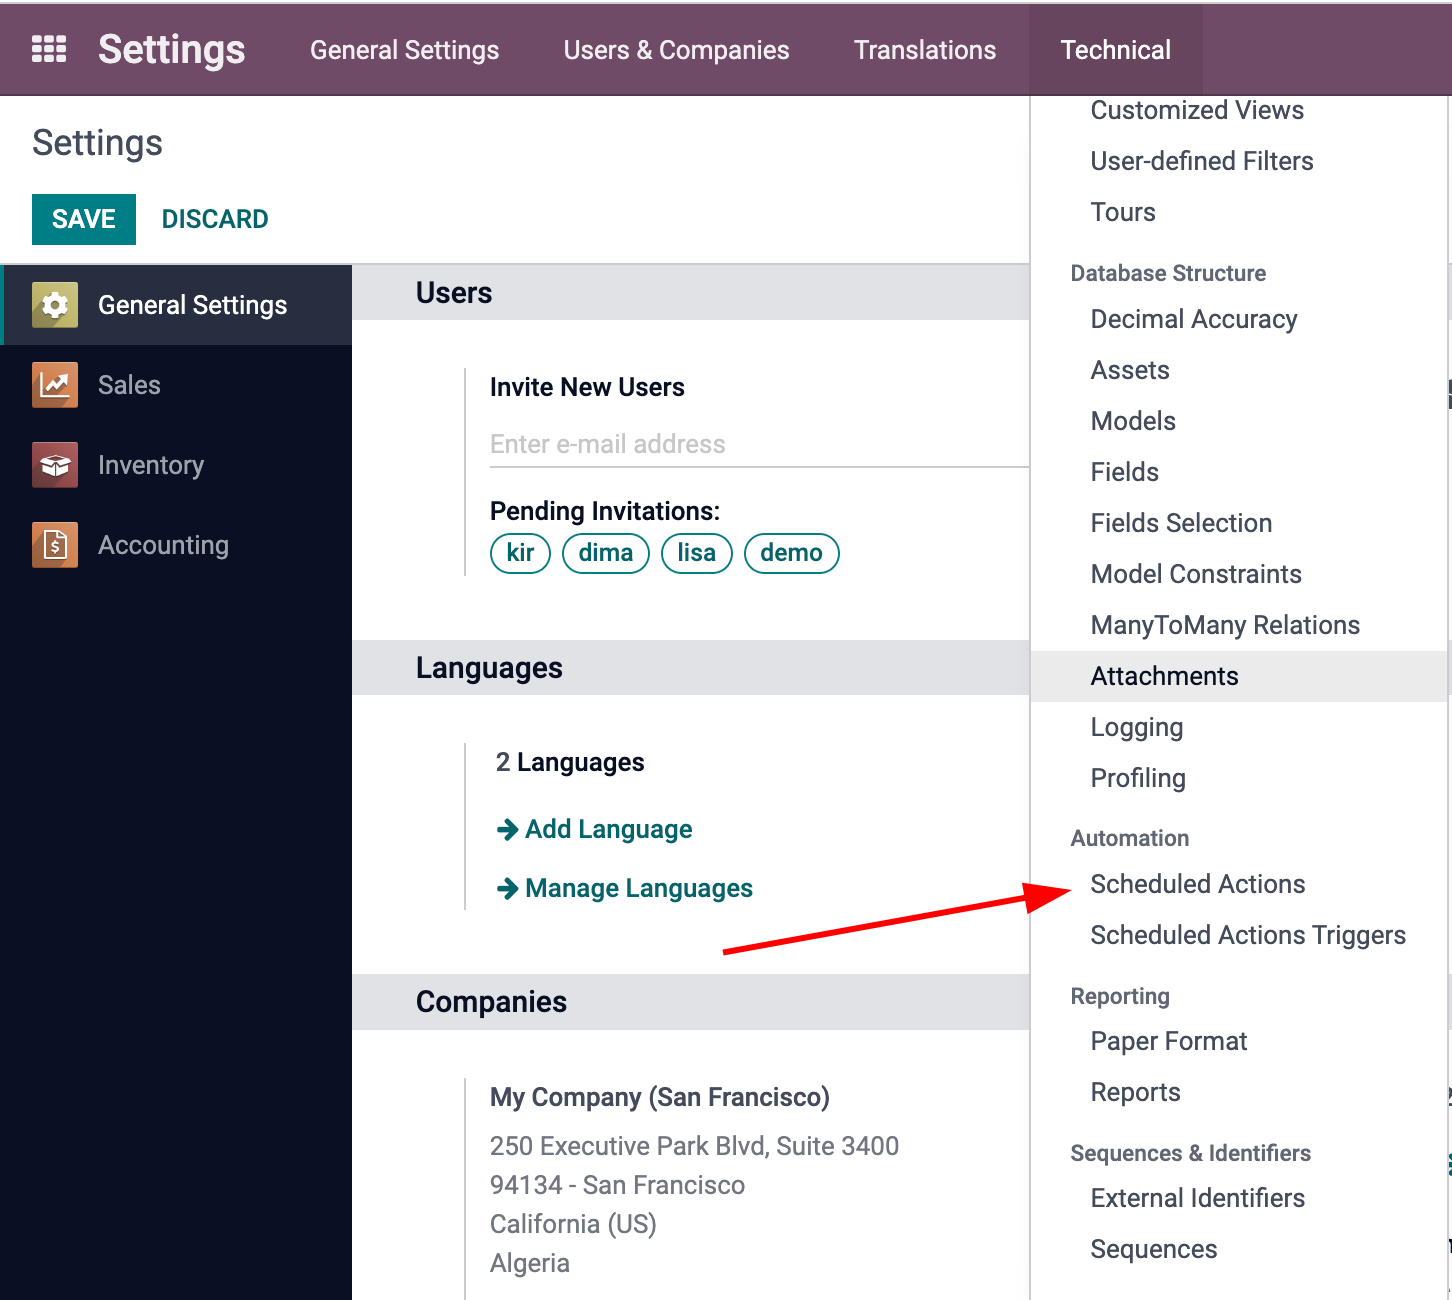 Settings
General Settings
Users & Companies
Translations
Technical
Settings
SAVE
DISCARD
General Settings
Sales
Inventory
Accounting
Users
Invite New Users
Enter e-mail address
Pending Invitations:
kir dima lisa demo
Languages
2 Languages
Add Language
Manage Languages
Companies
My Company (San Francisco)
250 Executive Park Blvd, Suite 3400
94134 - San Francisco
California (US)
Algeria
Customized Views
User-defined Filters
Tours
Database Structure
Decimal Accuracy
Assets
Models
Fields
Fields Selection
Model Constraints
ManyToMany Relations
Attachments
Logging
Profiling
Automation
Scheduled Actions
Scheduled Actions Triggers
Reporting
Paper Format
Reports
Sequences & Identifiers
External Identifiers
Sequences